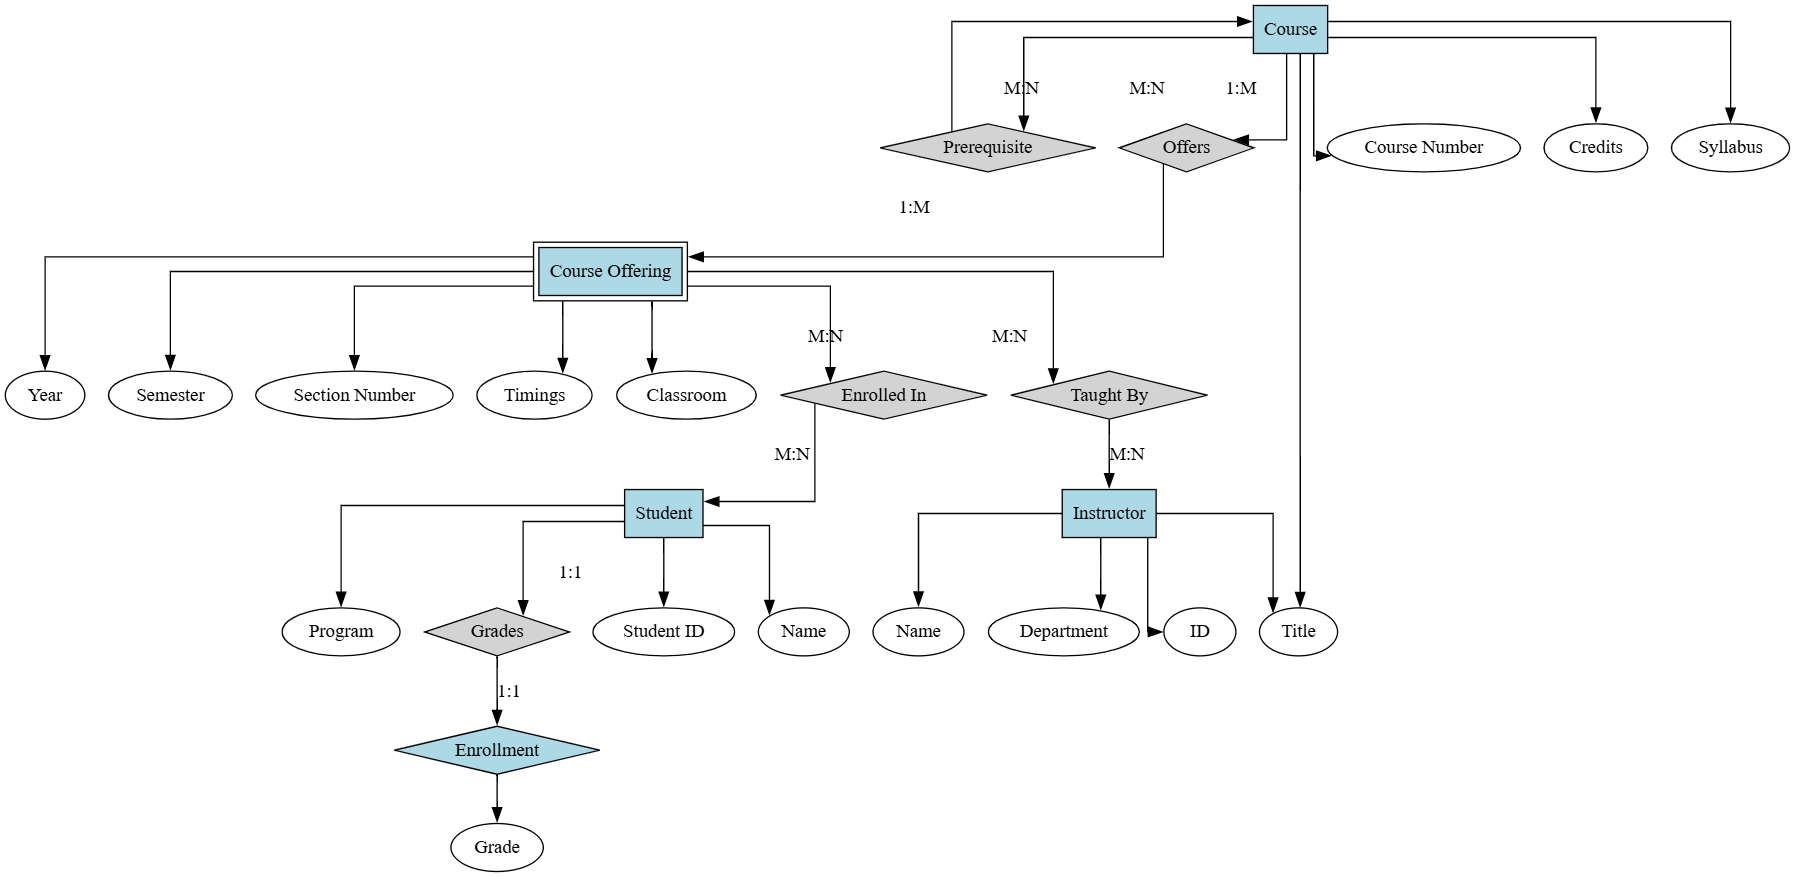 Course
M:N
M:N
1:M
Prerequisite
Offers
Course Number
Credits
Syllabus
1:M
Course Offering
M:N
M:N
Year
Semester
Section Number
Timings
Classroom
Enrolled In
Taught By
M:N
M:N
Student
Instructor
1:1
Program
Grades
Student ID
Name
Name
Department
ID
Title
1:1
Enrollment
Grade